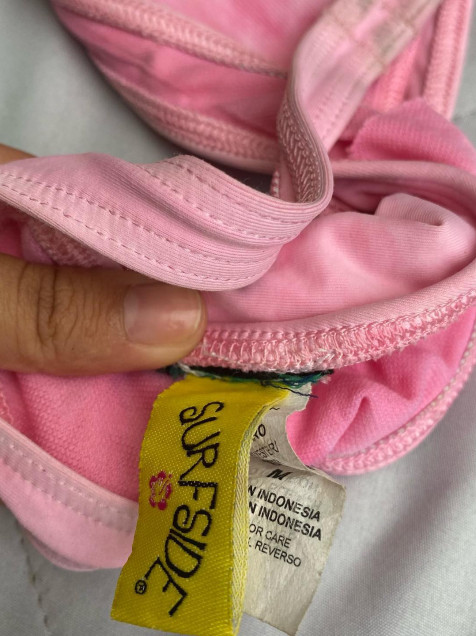 SURFSIDE®
M
N INDONESIA
N INDONESIA
OR CARE
REVERSO